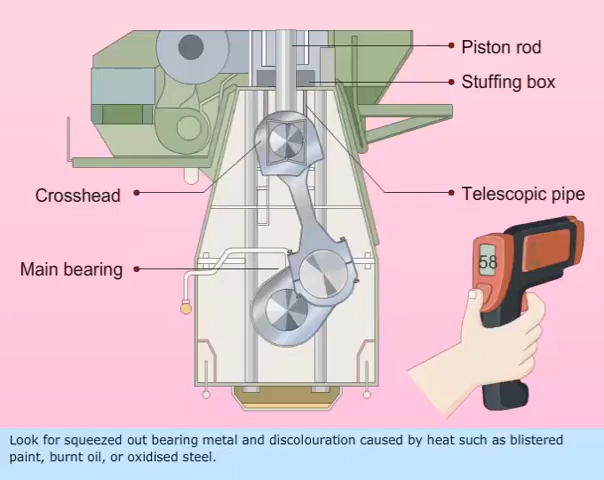 Piston rod
Stuffing box
Crosshead
Telescopic pipe
Main bearing
58
Look for squeezed out bearing metal and discolouration caused by heat such as blistered
paint, burnt oil, or oxidised steel.